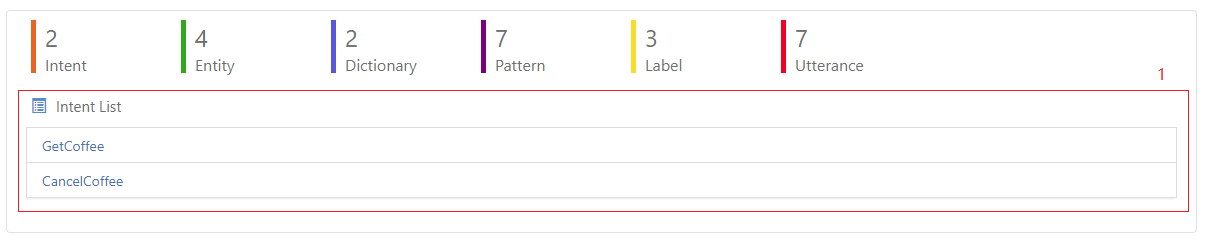 2 4 2 7 3 7
Intent Entity Dictionary Pattern Label Utterance
1
Intent List
GetCoffee
CancelCoffee